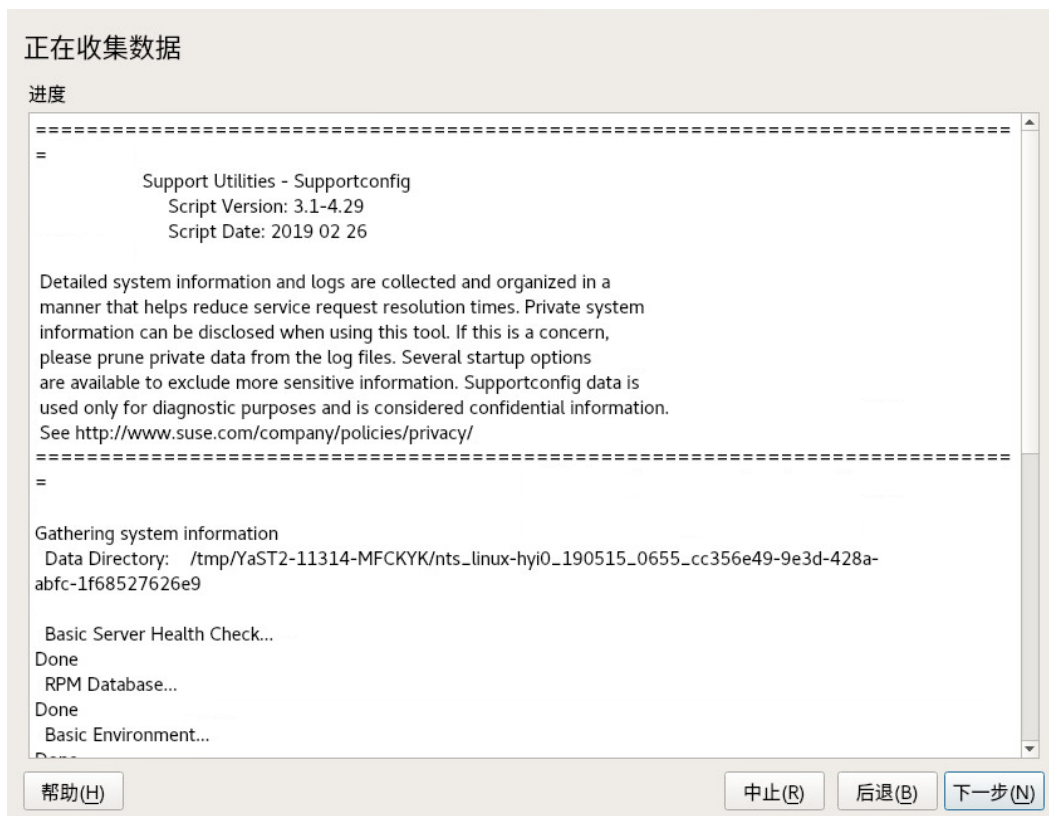 正在收集数据
进度
=============================================================================
=
Support Utilities - Supportconfig
Script Version: 3.1-4.29
Script Date: 2019 02 26
Detailed system information and logs are collected and organized in a
manner that helps reduce service request resolution times. Private system
information can be disclosed when using this tool. If this is a concern,
please prune private data from the log files. Several startup options
are available to exclude more sensitive information. Supportconfig data is
used only for diagnostic purposes and is considered confidential information.
See http://www.suse.com/company/policies/privacy/
=============================================================================
=
Gathering system information
Data Directory: /tmp/YaST2-11314-MFCKYK/nts_linux-hyi0_190515_0655_cc356e49-9e3d-428a-
abfc-1f68527626e9
Basic Server Health Check...
Done
RPM Database...
Done
Basic Environment...
Done
帮助(H)
中止(R)
后退(B)
下一步(N)